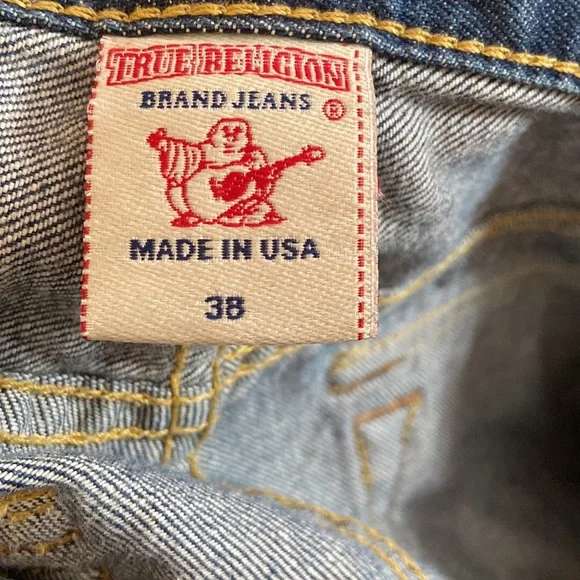 TRUE RELIGION
BRAND JEANS ®
MADE IN USA
38